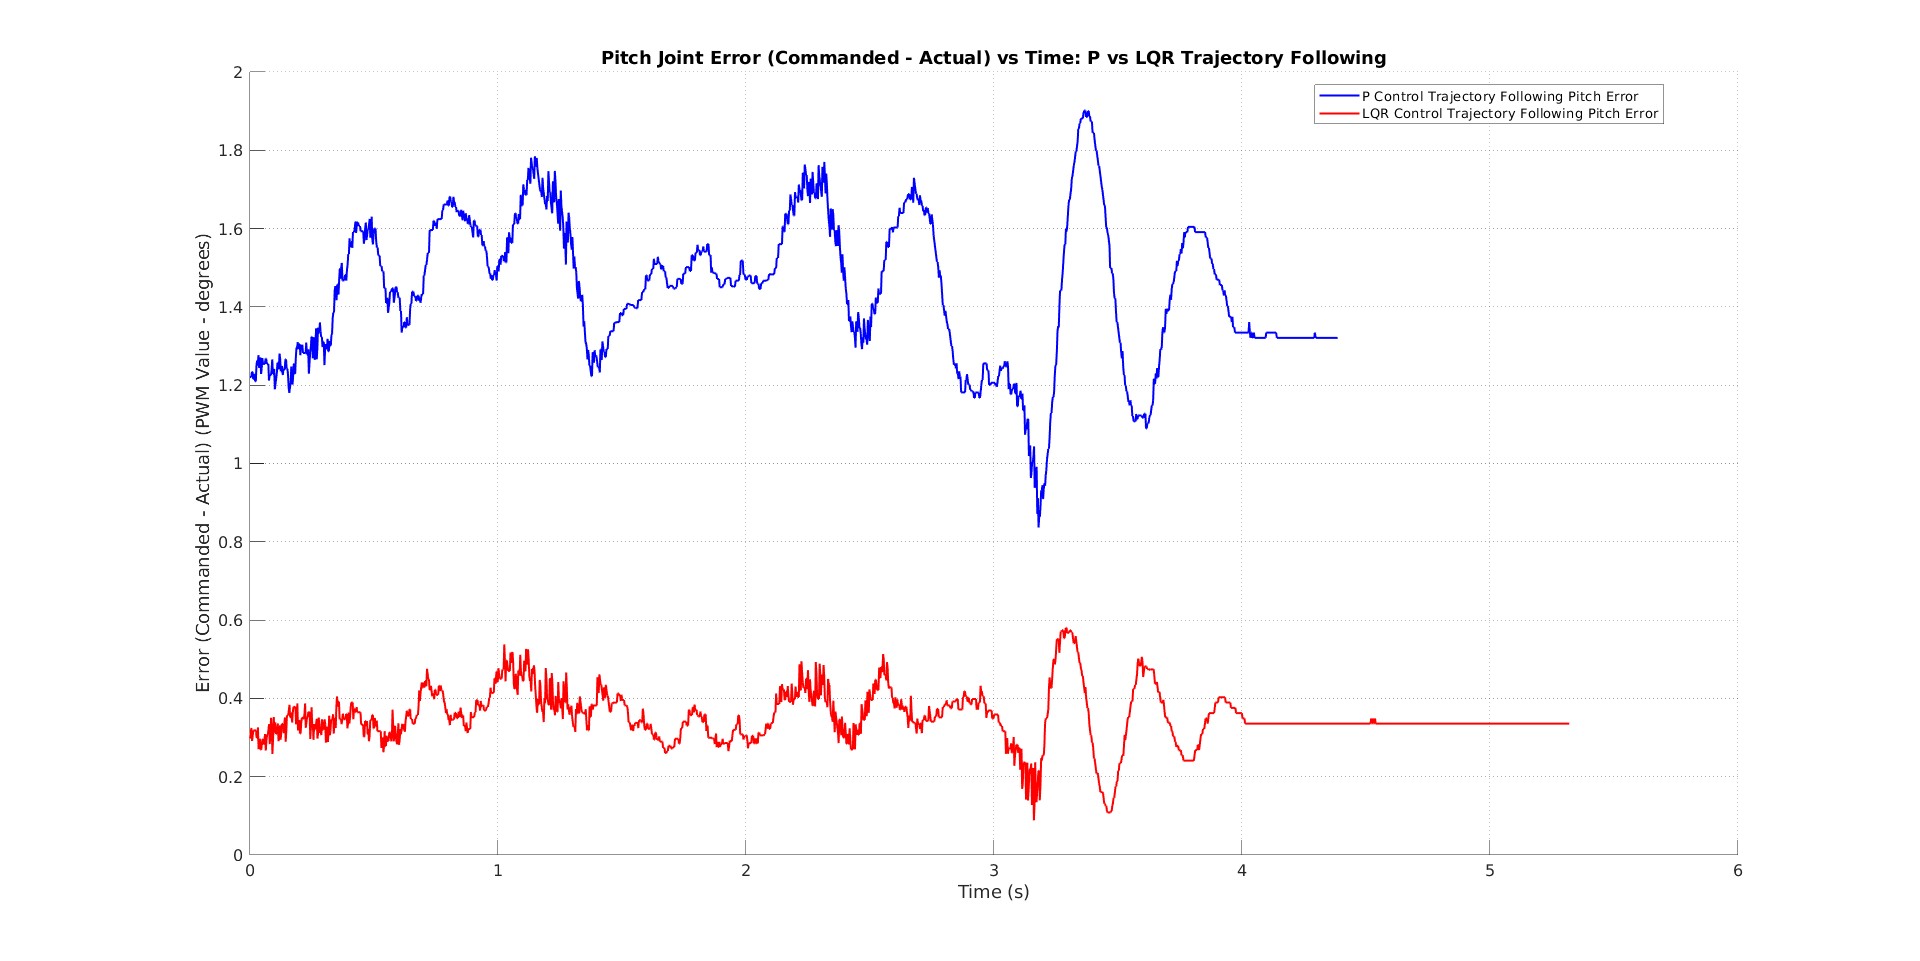 Pitch Joint Error (Commanded - Actual) vs Time: P vs LQR Trajectory Following
P Control Trajectory Following Pitch Error
LQR Control Trajectory Following Pitch Error
Error (Commanded - Actual) (PWM Value - degrees)
2
1.8
1.6
1.4
1.2
1
0.8
0.6
0.4
0.2
0
0 1 2 3 4 5 6
Time (s)